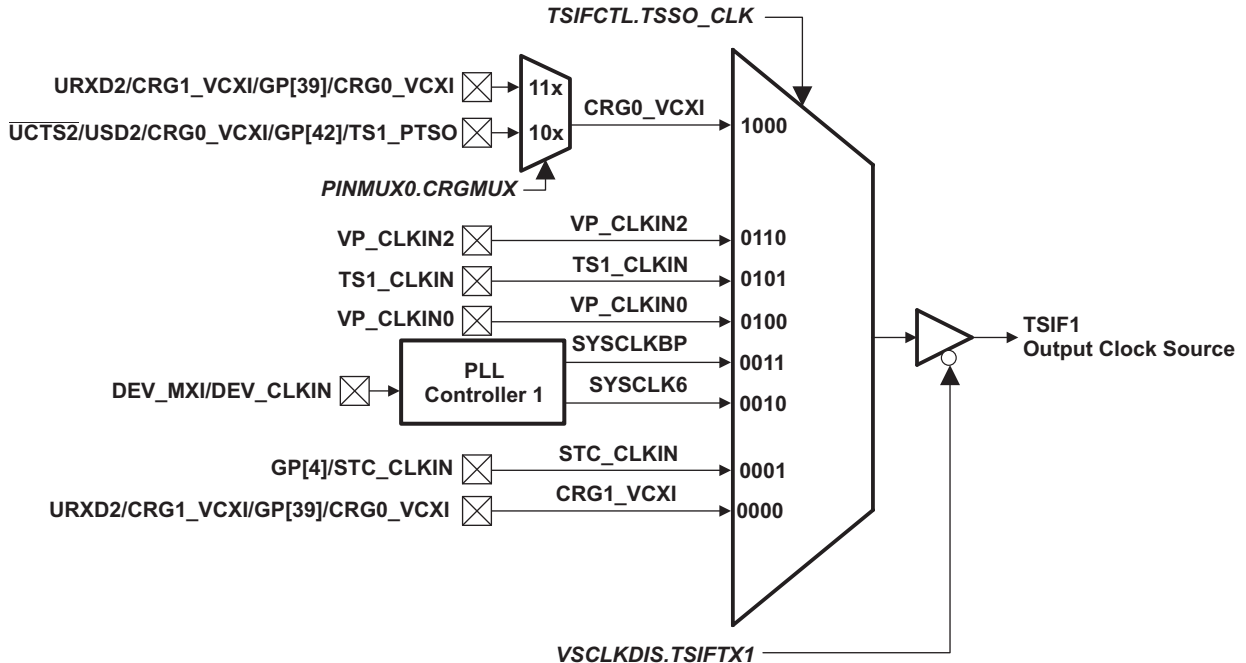 TSIFCTL.TSSO_CLK
URXD2/CRG1_VCXI/GP[39]/CRG0_VCXI
11x
CRG0_VCXI
1000
UCTS2/USD2/CRG0_VCXI/GP[42]/TS1_PTSO
10x
PINMUX0.CRGMUX
VP_CLKIN2
VP_CLKIN2
0110
TS1_CLKIN
TS1_CLKIN
0101
VP_CLKIN0
VP_CLKIN0
0100
TSIF1
Output Clock Source
DEV_MXI/DEV_CLKIN
PLL
Controller 1
SYSCLKBP
0011
SYSCLK6
0010
GP[4]/STC_CLKIN
STC_CLKIN
0001
URXD2/CRG1_VCXI/GP[39]/CRG0_VCXI
CRG1_VCXI
0000
VSCLKDIS.TSIFTX1